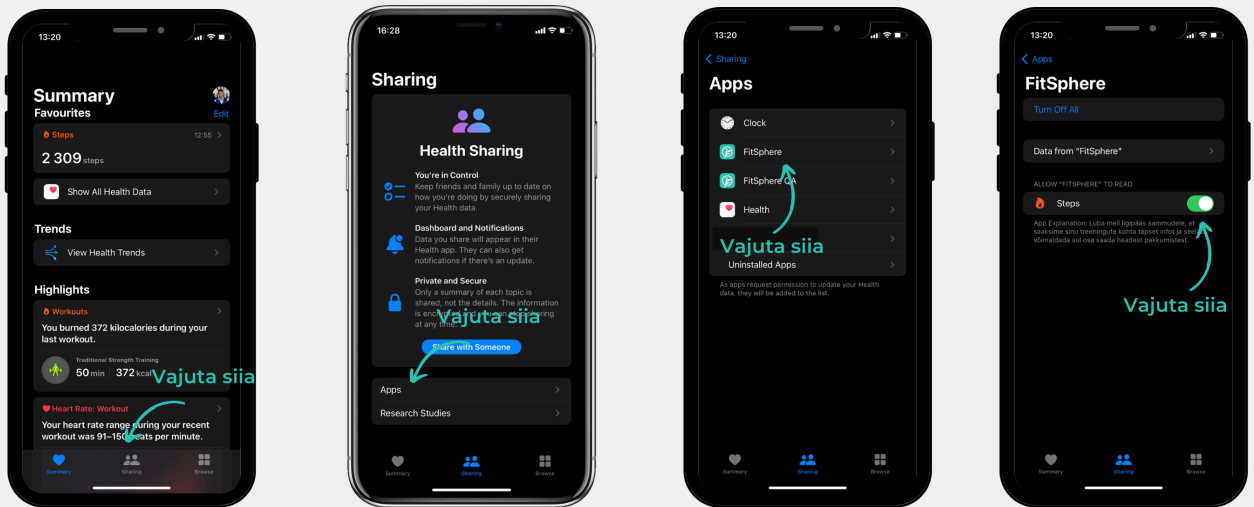 13:20
Summary
Favourites
Edit
Steps
12:55
2 309 steps
Show All Health Data
Trends
View Health Trends
Highlights
Workouts
You burned 372 kilocalories during your
last workout.
Traditional Strength Training
50 min
372 kcal
Vajuta siia
Heart Rate: Workout
Your heart rate range during your recent
workout was 91–150 beats per minute.
Summary
Sharing
Browse
16:28
Sharing
Health Sharing
You're in Control
Keep friends and family up to date on
how you're doing by securely sharing
your Health data.
Dashboard and Notifications
Data you share will appear in their
Health app. They can also get
notifications if there's an update.
Private and Secure
Only a summary of each topic is
shared, not the details. The information
is encrypted and you can stop sharing
at any time.
Vajuta siia
Share with Someone
Apps
Research Studies
Summary
Sharing
Browse
13:20
Sharing
Apps
Clock
FitSphere
FitSphere QA
Health
Vajuta siia
Uninstalled Apps
As apps request permission to update your Health
data, they will be added to the list.
Summary
Sharing
Browse
13:20
Apps
FitSphere
Turn Off All
Data from "FitSphere"
ALLOW "FITSPHERE" TO READ
Steps
App Explanation: Luba meil ligipääs sammudele, et
saaksime sinu treeningute kohta täpset infot ja seeläbi
võimaldada sul osa saada headest pakkumistest.
Vajuta siia
Summary
Sharing
Browse